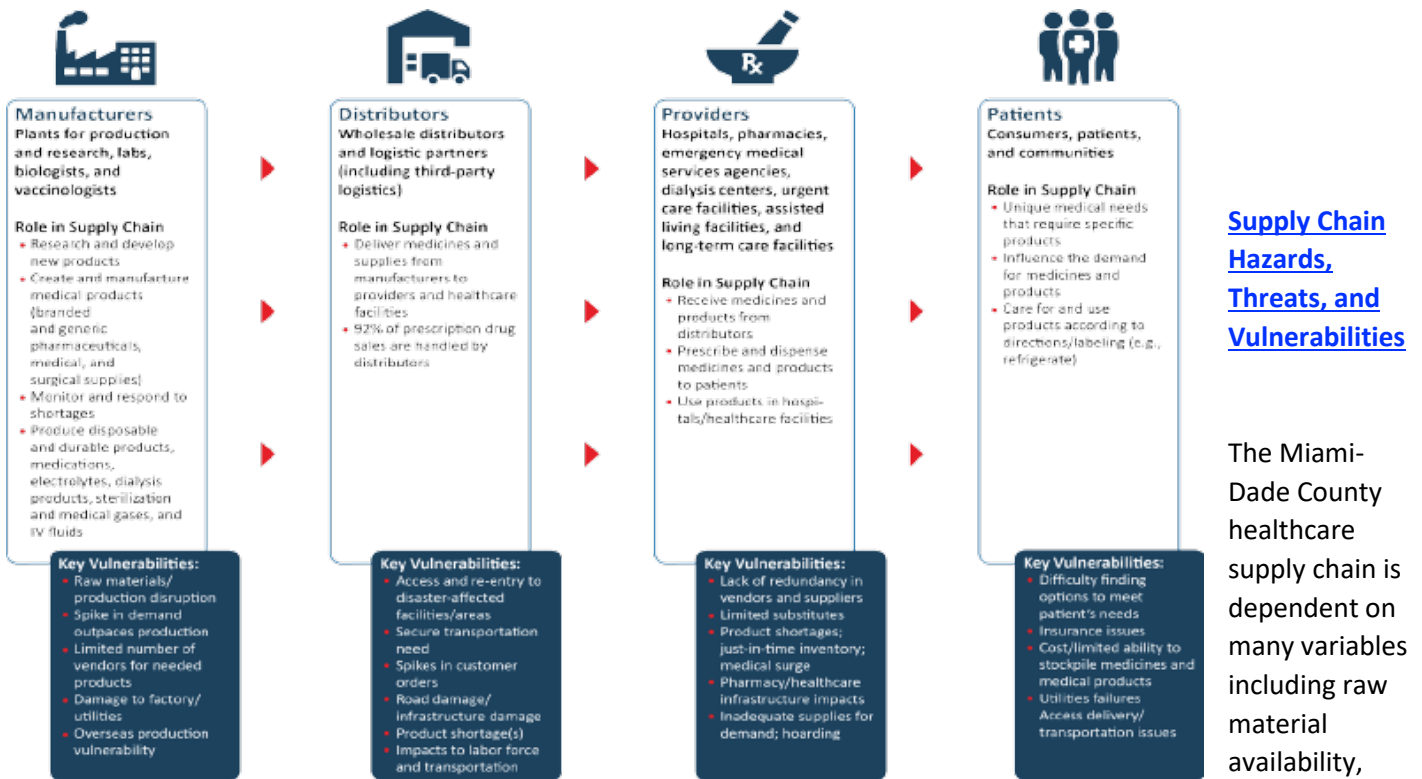 Rx
Manufacturers
Plants for production
and research, labs,
biologists, and
vaccinologists
Role in Supply Chain
• Research and develop
new products
• Create and manufacture
medical products
(branded
and generic
pharmaceuticals,
medical, and
surgical supplies)
• Monitor and respond to
shortages
• Produce disposable
and durable products,
medications,
electrolytes, dialysis
products, sterilization
and medical gases, and
IV fluids
Key Vulnerabilities:
• Raw materials/
production disruption
• Spike in demand
outpaces production
• Limited number of
vendors for needed
products
• Damage to factory/
utilities
• Overseas production
vulnerability
Distributors
Wholesale distributors
and logistic partners
(including third-party
logistics)
Role in Supply Chain
• Deliver medicines and
supplies from
manufacturers to
providers and healthcare
facilities
• 92% of prescription drug
sales are handled by
distributors
Key Vulnerabilities:
• Access and re-entry to
disaster-affected
facilities/areas
• Secure transportation
need
• Spikes in customer
orders
• Road damage/
infrastructure damage
• Product shortage(s)
• Impacts to labor force
and transportation
Providers
Hospitals, pharmacies,
emergency medical
services agencies,
dialysis centers, urgent
care facilities, assisted
living facilities, and
long-term care facilities
Role in Supply Chain
• Receive medicines and
products from
distributors
• Prescribe and dispense
medicines and products
to patients
• Use products in hospi-
tals/healthcare facilities
Key Vulnerabilities:
• Lack of redundancy in
vendors and suppliers
• Limited substitutes
• Product shortages;
just-in-time inventory;
medical surge
• Pharmacy/healthcare
infrastructure impacts
• Inadequate supplies for
demand; hoarding
Patients
Consumers, patients,
and communities
Role in Supply Chain
• Unique medical needs
that require specific
products
• Influence the demand
for medicines and
products
• Care for and use
products according to
directions/labeling (e.g.,
refrigerate)
Key Vulnerabilities:
• Difficulty finding
options to meet
patient's needs
• Insurance issues
• Cost/limited ability to
stockpile medicines and
medical products
• Utilities failures
Access delivery/
transportation issues
Supply Chain
Hazards,
Threats, and
Vulnerabilities
The Miami-
Dade County
healthcare
supply chain is
dependent on
many variables
including raw
material
availability,